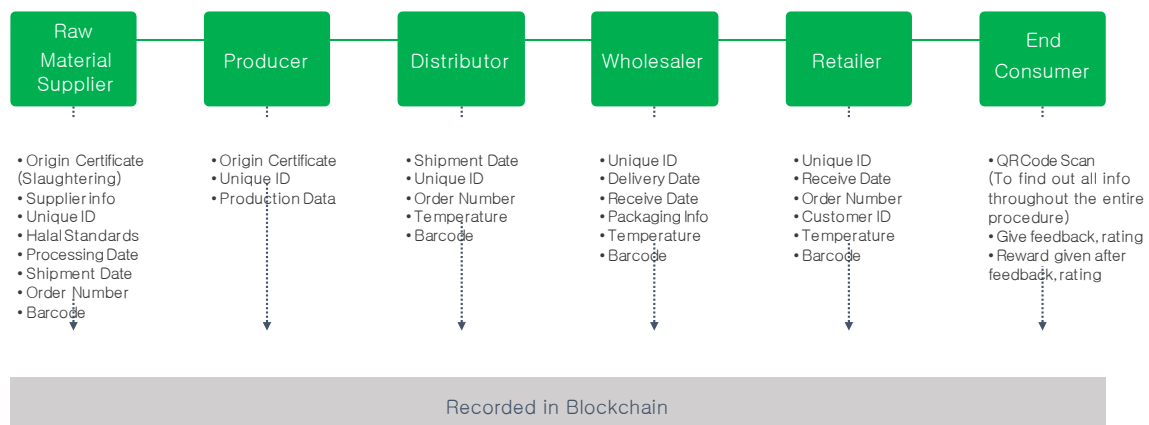 Raw
Material
Supplier
Producer
Distributor
Wholesaler
Retailer
End
Consumer
• Origin Certificate
(Slaughtering)
• Supplier info
• Unique ID
• Halal Standards
• Processing Date
• Shipment Date
• Order Number
• Barcode
• Origin Certificate
• Unique ID
• Production Data
• Shipment Date
• Unique ID
• Order Number
• Temperature
• Barcode
• Unique ID
• Delivery Date
• Receive Date
• Packaging Info
• Temperature
• Barcode
• Unique ID
• Receive Date
• Order Number
• Customer ID
• Temperature
• Barcode
• QR Code Scan
(To find out all info
throughout the entire
procedure)
• Give feedback, rating
• Reward given after
feedback, rating
Recorded in Blockchain